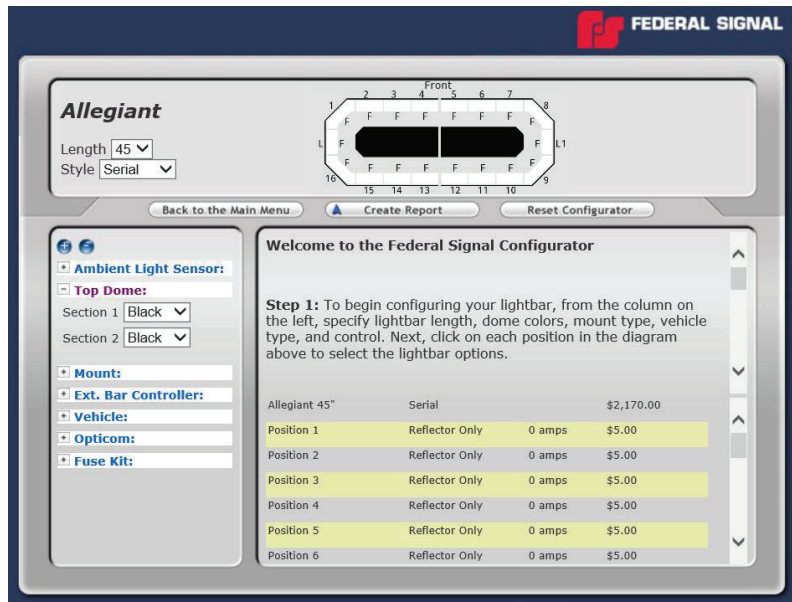 FEDERAL SIGNAL
Allegiant
Length 45
Style Serial
Front
2 3 4 5 6 7
1 8
F F F F F F F F
L F F L1
F F F F F F F F
16 9
15 14 13 12 11 10
Back to the Main Menu
Create Report
Reset Configurator
+ Ambient Light Sensor:
- Top Dome:
Section 1 Black
Section 2 Black
+ Mount:
+ Ext. Bar Controller:
+ Vehicle:
+ Opticom:
+ Fuse Kit:
Welcome to the Federal Signal Configurator
Step 1: To begin configuring your lightbar, from the column on
the left, specify lightbar length, dome colors, mount type, vehicle
type, and control. Next, click on each position in the diagram
above to select the lightbar options.
Allegiant 45" Serial $2,170.00
Position 1 Reflector Only 0 amps $5.00
Position 2 Reflector Only 0 amps $5.00
Position 3 Reflector Only 0 amps $5.00
Position 4 Reflector Only 0 amps $5.00
Position 5 Reflector Only 0 amps $5.00
Position 6 Reflector Only 0 amps $5.00